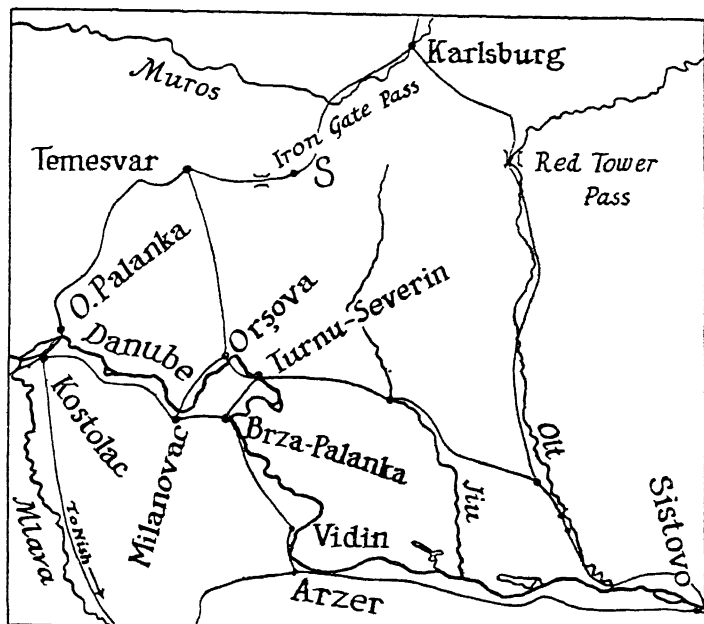 Karlsburg
Muros
Iron Gate Pass
Temesvar
S
Red Tower
Pass
O.Palanka
Orşova
Turnu-Severin
Danube
Kostolac
Milanovac
Brza-Palanka
Olt
Jiu
Sistovo
Mlava
To Nish
Vidin
Arzer